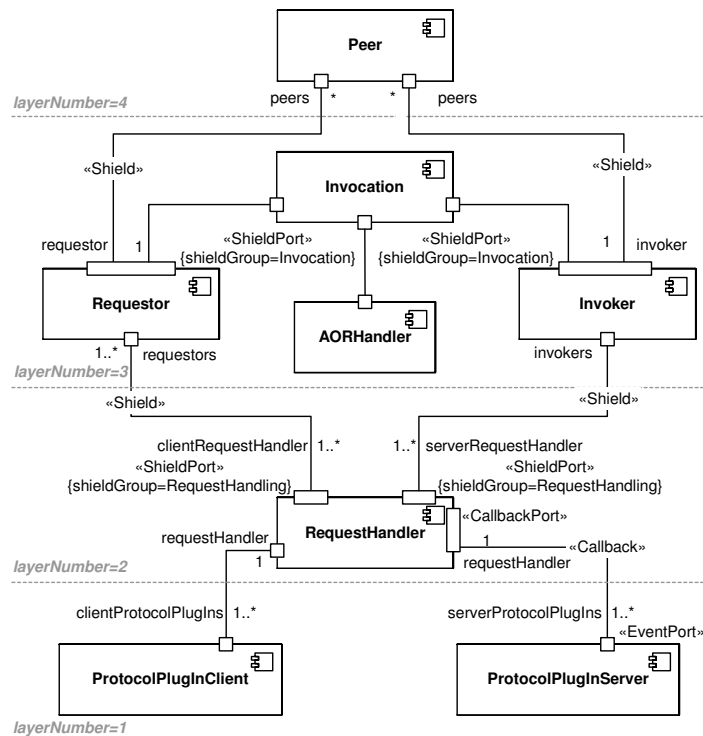 Peer
peers * * peers
layerNumber=4
«Shield» «Shield»
Invocation
requestor 1 «ShieldPort» «ShieldPort» 1 invoker
{shieldGroup=Invocation} {shieldGroup=Invocation}
Requestor Invoker
AORHandler
1..* requestors invokers
layerNumber=3
«Shield» «Shield»
clientRequestHandler 1..* 1..* serverRequestHandler
«ShieldPort» «ShieldPort»
{shieldGroup=RequestHandling} {shieldGroup=RequestHandling}
«CallbackPort»
RequestHandler
requestHandler 1 1 «Callback»
requestHandler
layerNumber=2
clientProtocolPlugIns 1..* serverProtocolPlugIns 1..*
«EventPort»
ProtocolPlugInClient ProtocolPlugInServer
layerNumber=1